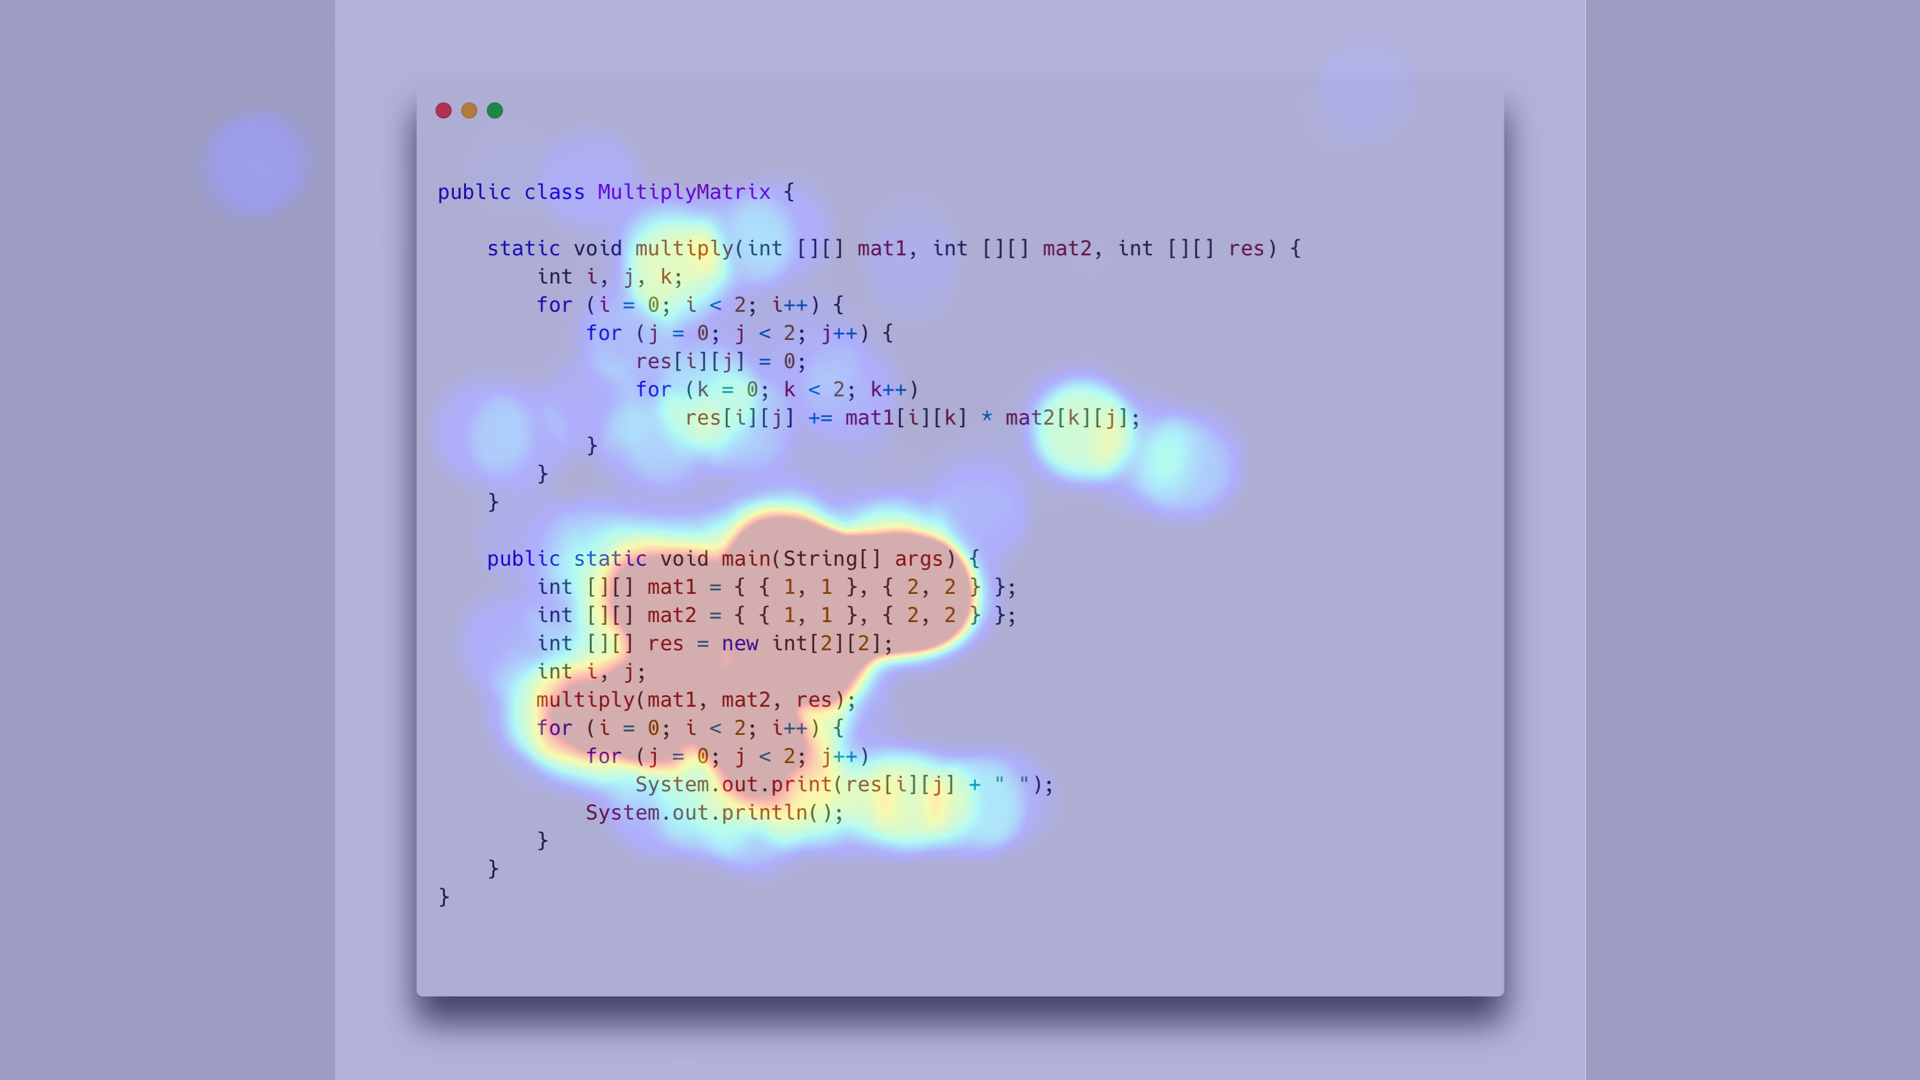 public class MultiplyMatrix {
static void multiply(int [][] mat1, int [][] mat2, int [][] res) {
int i, j, k;
for (i = 0; i < 2; i++) {
for (j = 0; j < 2; j++) {
res[i][j] = 0;
for (k = 0; k < 2; k++)
res[i][j] += mat1[i][k] * mat2[k][j];
}
}
}
public static void main(String[] args) {
int [][] mat1 = { { 1, 1 }, { 2, 2 } };
int [][] mat2 = { { 1, 1 }, { 2, 2 } };
int [][] res = new int[2][2];
int i, j;
multiply(mat1, mat2, res);
for (i = 0; i < 2; i++) {
for (j = 0; j < 2; j++)
System.out.print(res[i][j] + " ");
System.out.println();
}
}
}